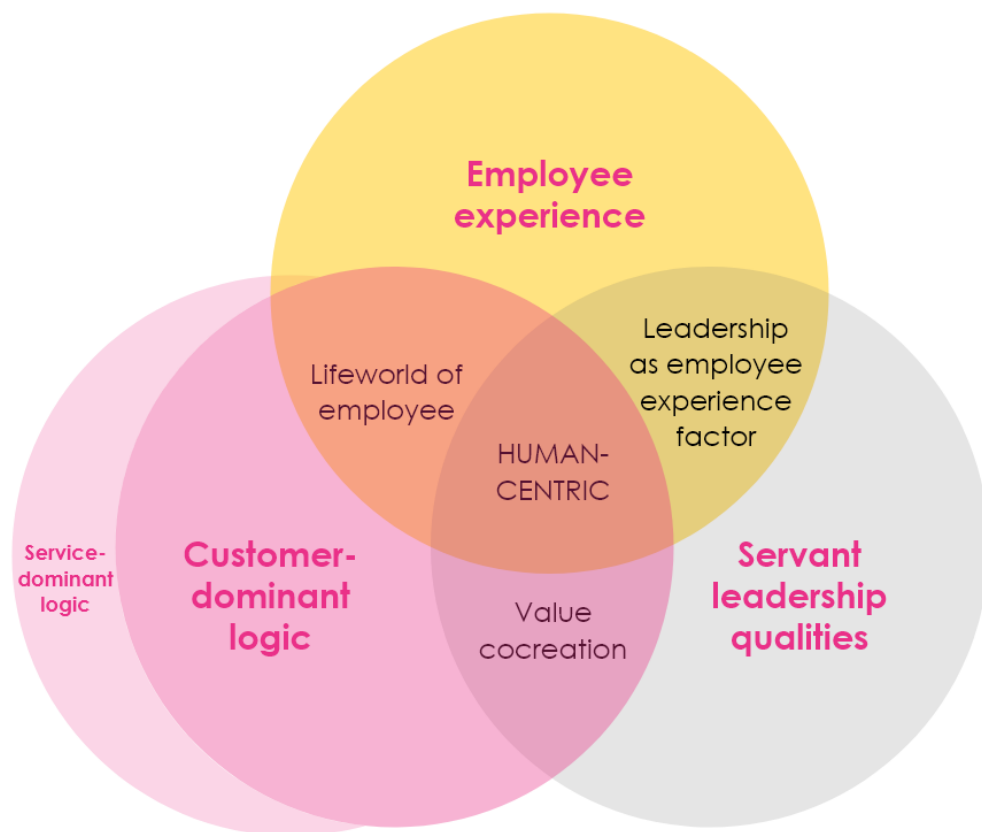 Employee
experience
Leadership
as employee
experience
factor
Lifeworld of
employee
HUMAN-
CENTRIC
Service-
dominant
logic
Customer-
dominant
logic
Servant
leadership
qualities
Value
cocreation